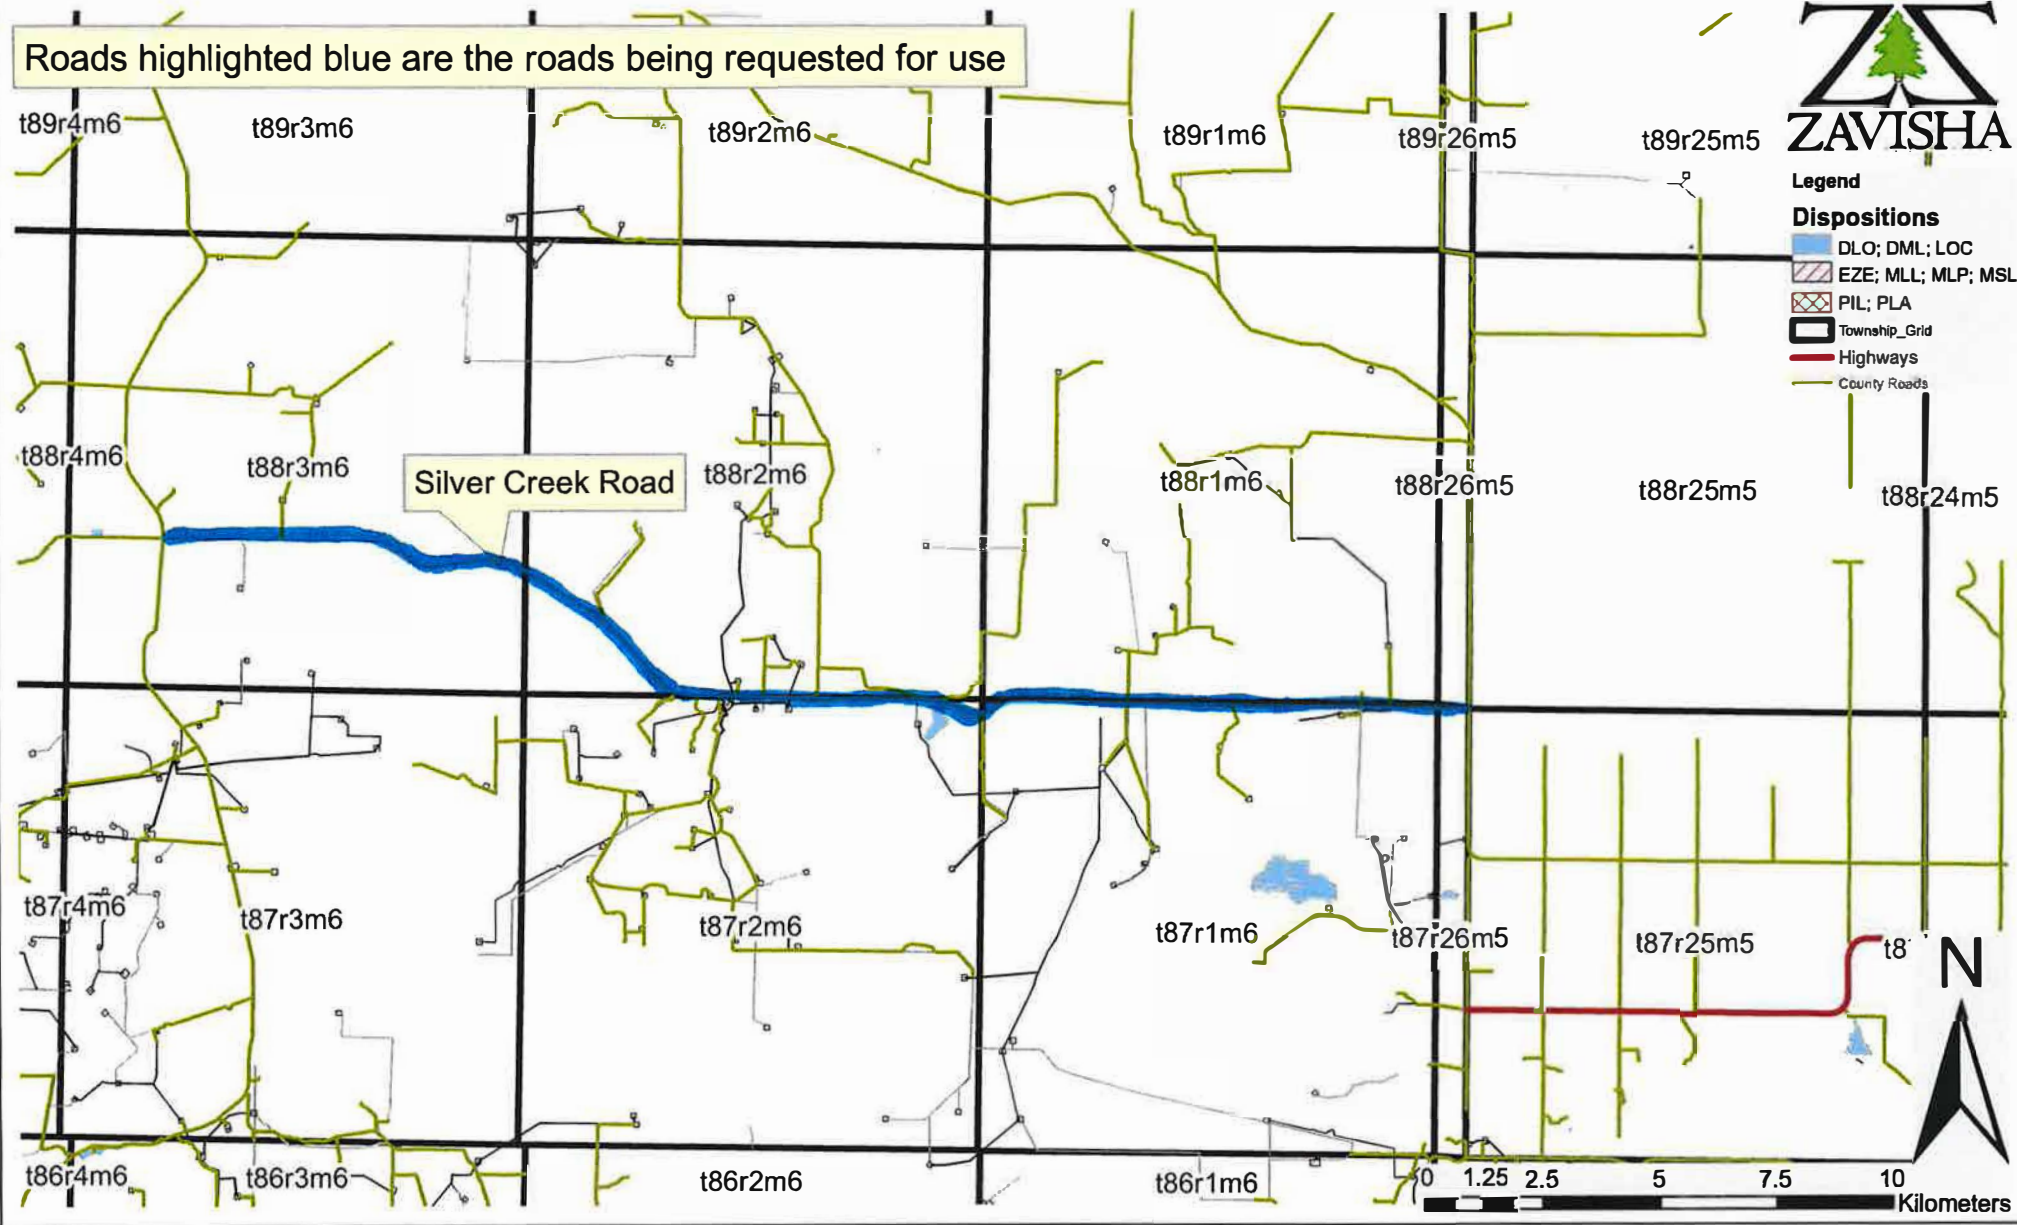 Roads highlighted blue are the roads being requested for use
ZAVISHA
t89r4m6
t89r3m6
t89r2m6
t89r1m6
t89r26m5
t89r25m5
Legend
Dispositions
DLO; DML; LOC
EZE; MLL; MLP; MSL
PIL; PLA
Township_Grid
Highways
County Roads
t88r4m6
t88r3m6
Silver Creek Road
t88r2m6
t88r1m6
t88r26m5
t88r25m5
t88r24m5
t87r4m6
t87r3m6
t87r2m6
t87r1m6
t87r26m5
t87r25m5
t8
N
t86r4m6
t86r3m6
t86r2m6
t86r1m6
0 1.25 2.5 5 7.5 10
Kilometers